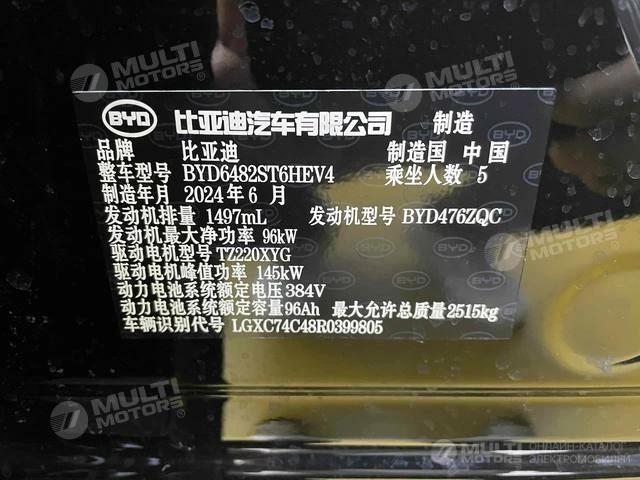 MULTI MOTORS
MULTI MOTORS
BYD 比亚迪汽车有限公司 制造 BYD
品牌 比亚迪 制造国 中国
整车型号 BYD6482ST6HEV4 乘坐人数 5
制造年月 2024年6月
发动机排量 1497mL 发动机型号 BYD476ZQC
发动机最大净功率 96kW
驱动电机型号 TZ220XYG
驱动电机峰值功率 145kW
动力电池系统额定电压 384V
动力电池系统额定容量 96Ah 最大允许总质量 2515kg
车辆识别代号 LGXC74C48R0399805
MULTI MOTORS
MULTI MOTORS
ОНЛАЙН-КАТАЛОГ
ЭЛЕКТРОМОБИЛЕЙ